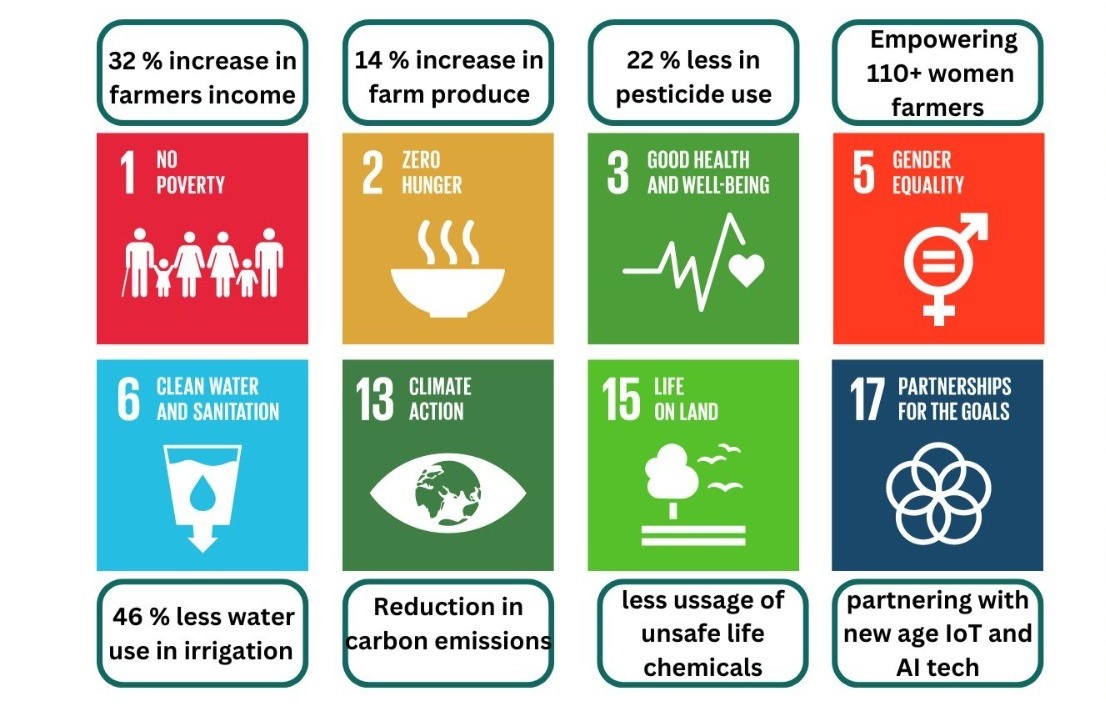 32 % increase in
farmers income
14 % increase in
farm produce
22 % less in
pesticide use
Empowering
110+ women
farmers
1 NO
POVERTY
2 ZERO
HUNGER
3 GOOD HEALTH
AND WELL-BEING
5 GENDER
EQUALITY
6 CLEAN WATER
AND SANITATION
13 CLIMATE
ACTION
15 LIFE
ON LAND
17 PARTNERSHIPS
FOR THE GOALS
46 % less water
use in irrigation
Reduction in
carbon emissions
less ussage of
unsafe life
chemicals
partnering with
new age IoT and
AI tech